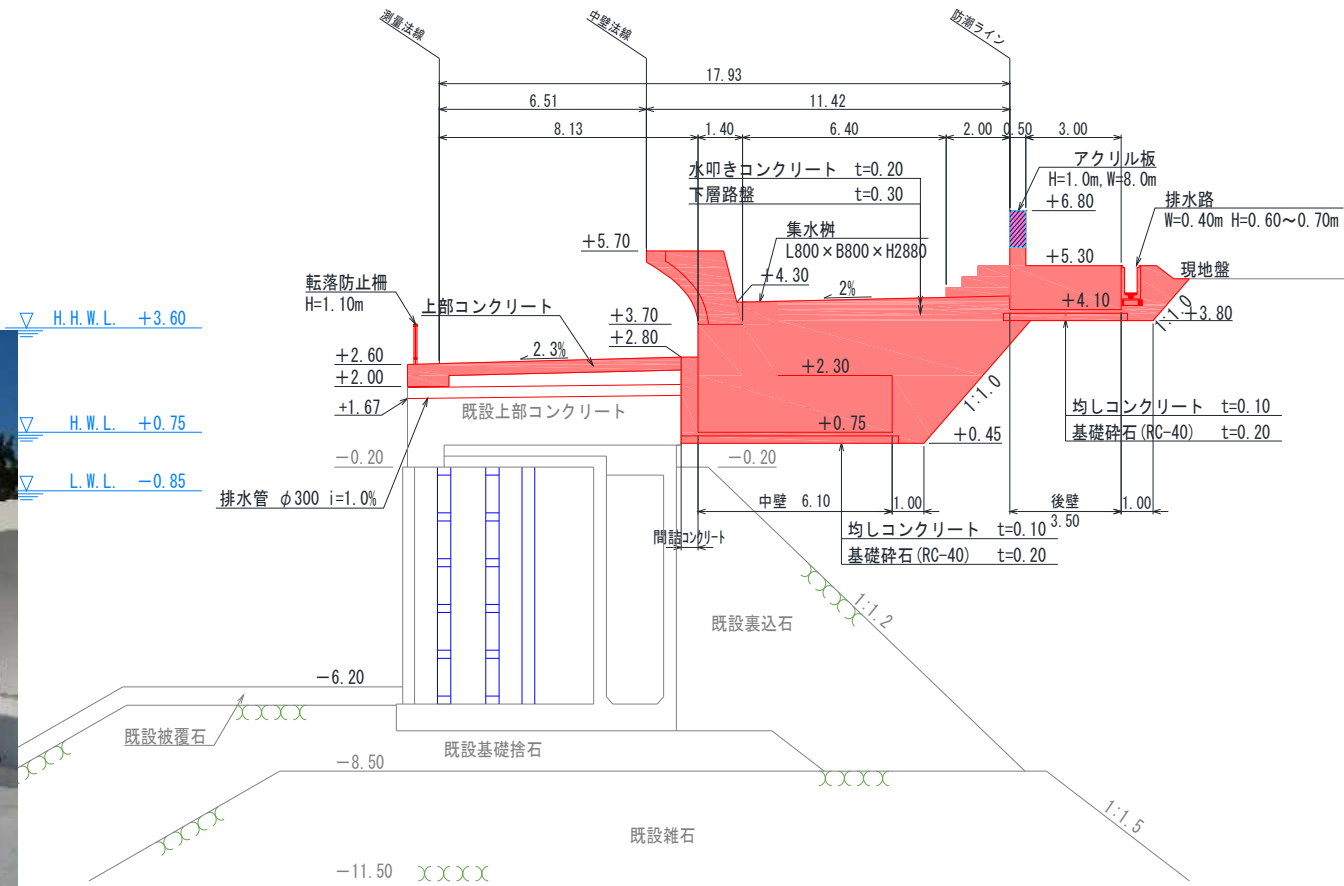 測量法線
中壁法線
防潮ライン
17.93
6.51
11.42
8.13
1.40
6.40
2.00
0.50
3.00
水叩きコンクリート t=0.20
下層路盤 t=0.30
アクリル板
H=1.0m,W=8.0m
+6.80
排水路
W=0.40m H=0.60～0.70m
集水桝
L800×B800×H2880
+5.70
+5.30
現地盤
+4.30
2%
転落防止柵
H=1.10m
上部コンクリート
+4.10
1:1.0
+3.80
H.H.W.L. +3.60
+3.70
+2.80
2.3%
+2.60
+2.00
+2.30
1:1.0
+1.67
既設上部コンクリート
均しコンクリート t=0.10
基礎砕石(RC-40) t=0.20
H.W.L. +0.75
+0.75
+0.45
-0.20
-0.20
L.W.L. -0.85
排水管 φ300 i=1.0%
中壁 6.10
1.00
後壁
3.50
1.00
間詰コンクリート
均しコンクリート t=0.10
基礎砕石(RC-40) t=0.20
1:1.2
既設裏込石
-6.20
既設被覆石
既設基礎捨石
-8.50
1:1.5
既設雑石
-11.50